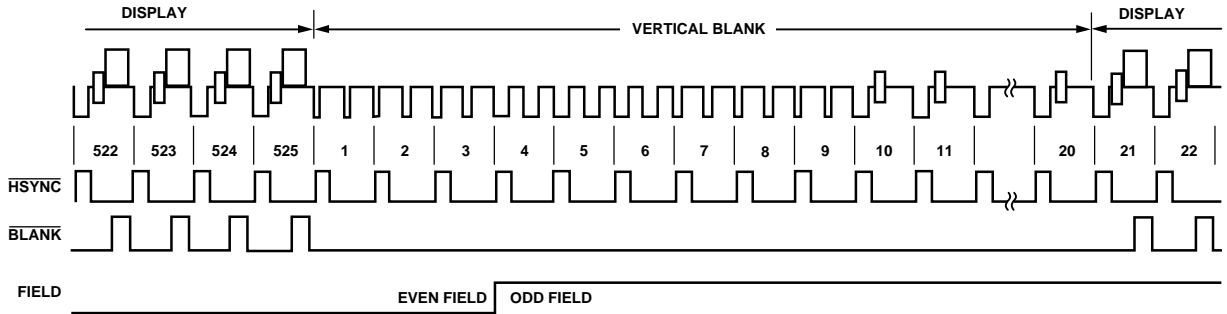 DISPLAY VERTICAL BLANK DISPLAY
522 523 524 525 1 2 3 4 5 6 7 8 9 10 11 20 21 22
HSYNC
BLANK
FIELD EVEN FIELD ODD FIELD